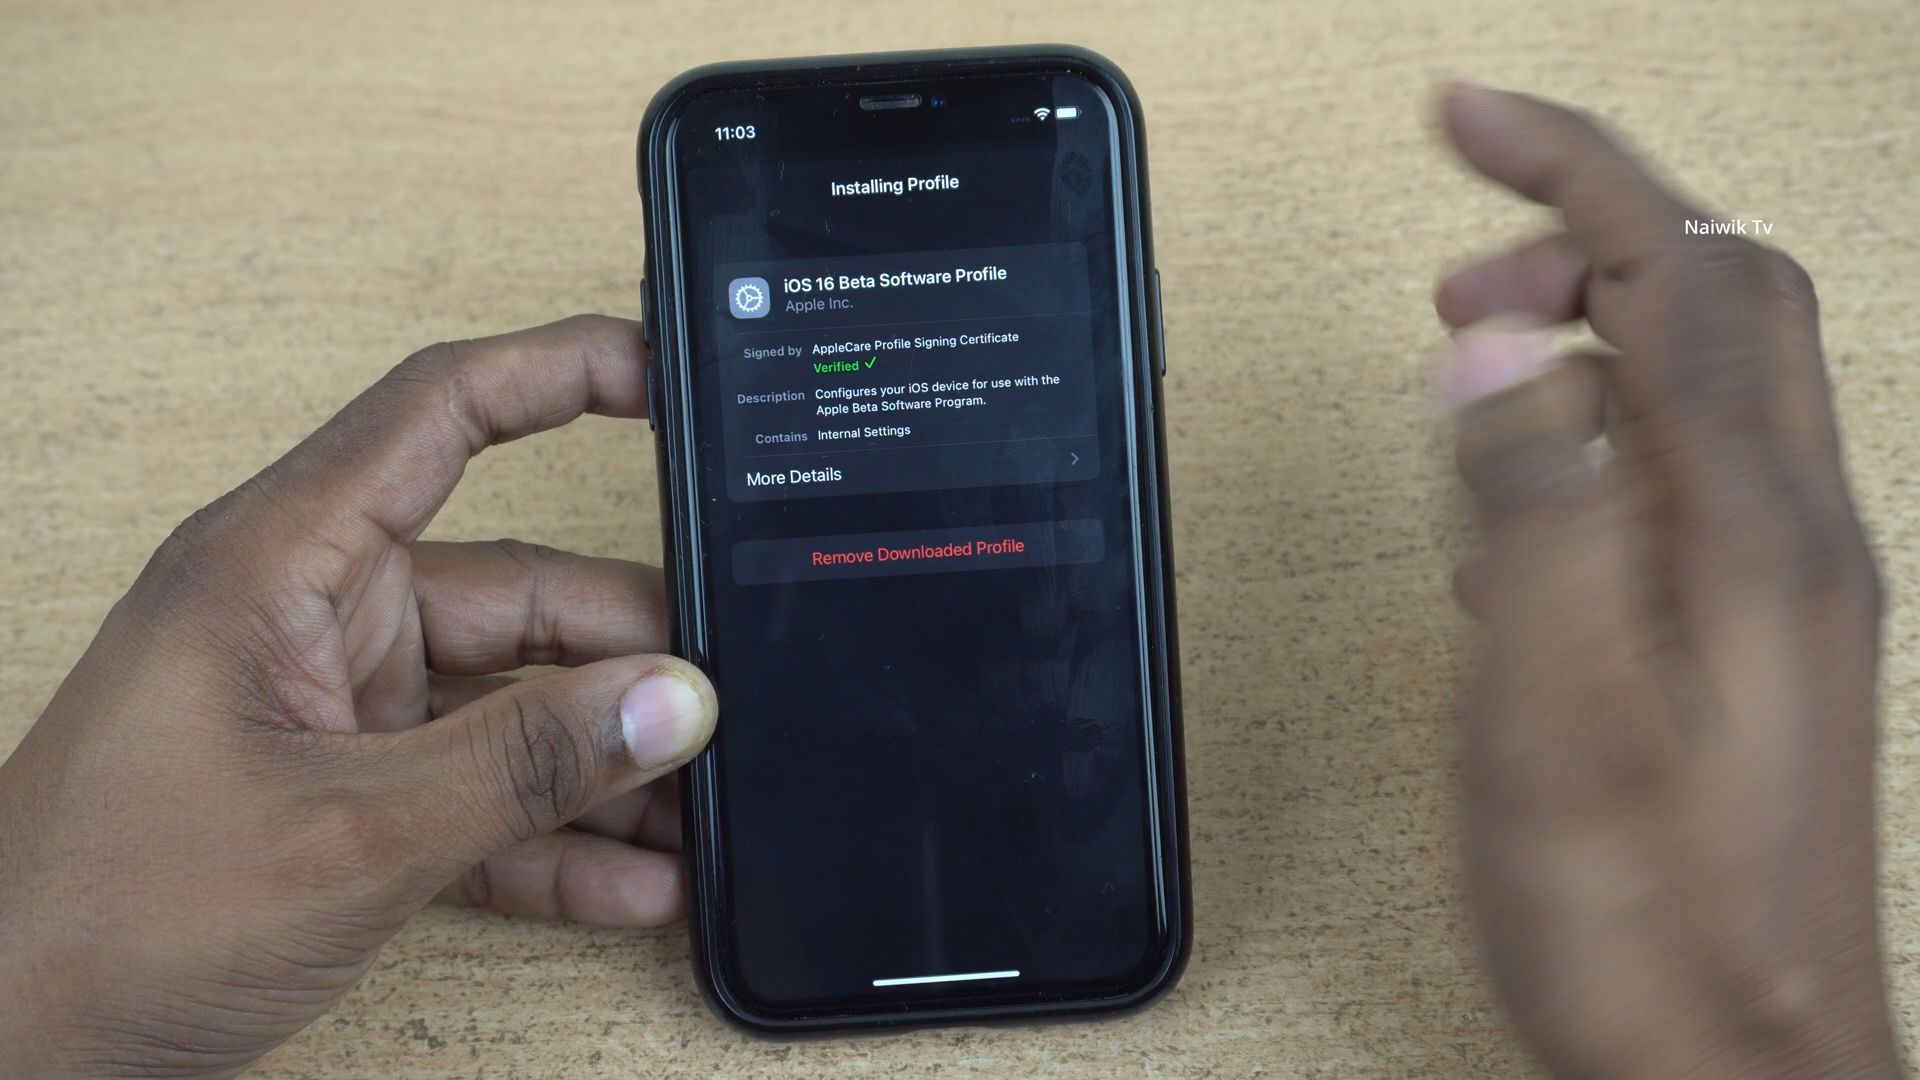 11:03
Installing Profile
Naiwik Tv
iOS 16 Beta Software Profile
Apple Inc.
Signed by AppleCare Profile Signing Certificate
Verified ✓
Description Configures your iOS device for use with the
Apple Beta Software Program.
Contains Internal Settings
More Details
Remove Downloaded Profile